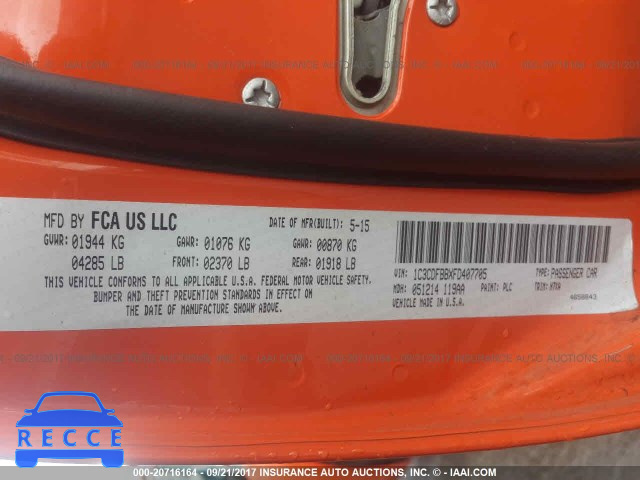 MFD BY FCA US LLC
DATE OF MFR(BUILT): 5-15
GVWR: 01944 KG
GAWR: 01076 KG
GAWR: 00870 KG
04285 LB
FRONT: 02370 LB
REAR: 01918 LB
THIS VEHICLE CONFORMS TO ALL APPLICABLE U.S.A. FEDERAL MOTOR VEHICLE SAFETY,
BUMPER AND THEFT PREVENTION STANDARDS IN EFFECT ON
THE DATE OF MANUFACTURE SHOWN ABOVE.
VIN: 1C3CDFBBXFD407705
TYPE: PASSENGER CAR
MDH: 051214 119AA
PAINT: PLC
VEHICLE MADE IN U.S.A.
RECCE
000-20716164 - 09/21/2017 INSURANCE AUTO AUCTIONS, INC. - © IAAI.COM